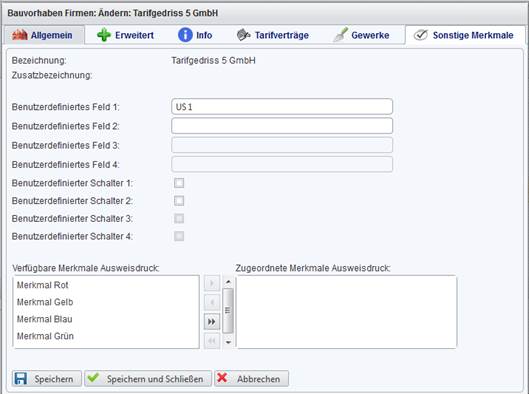 Bauvorhaben Firmen: Ändern: Tarifgedriss 5 GmbH
Allgemein Erweitert Info Tarifverträge Gewerke Sonstige Merkmale
Bezeichnung: Tarifgedriss 5 GmbH
Zusatzbezeichnung:
Benutzerdefiniertes Feld 1: US1
Benutzerdefiniertes Feld 2:
Benutzerdefiniertes Feld 3:
Benutzerdefiniertes Feld 4:
Benutzerdefinierter Schalter 1:
Benutzerdefinierter Schalter 2:
Benutzerdefinierter Schalter 3:
Benutzerdefinierter Schalter 4:
Verfügbare Merkmale Ausweisdruck: Zugeordnete Merkmale Ausweisdruck:
Merkmal Rot
Merkmal Gelb
Merkmal Blau
Merkmal Grün
Speichern Speichern und Schließen Abbrechen